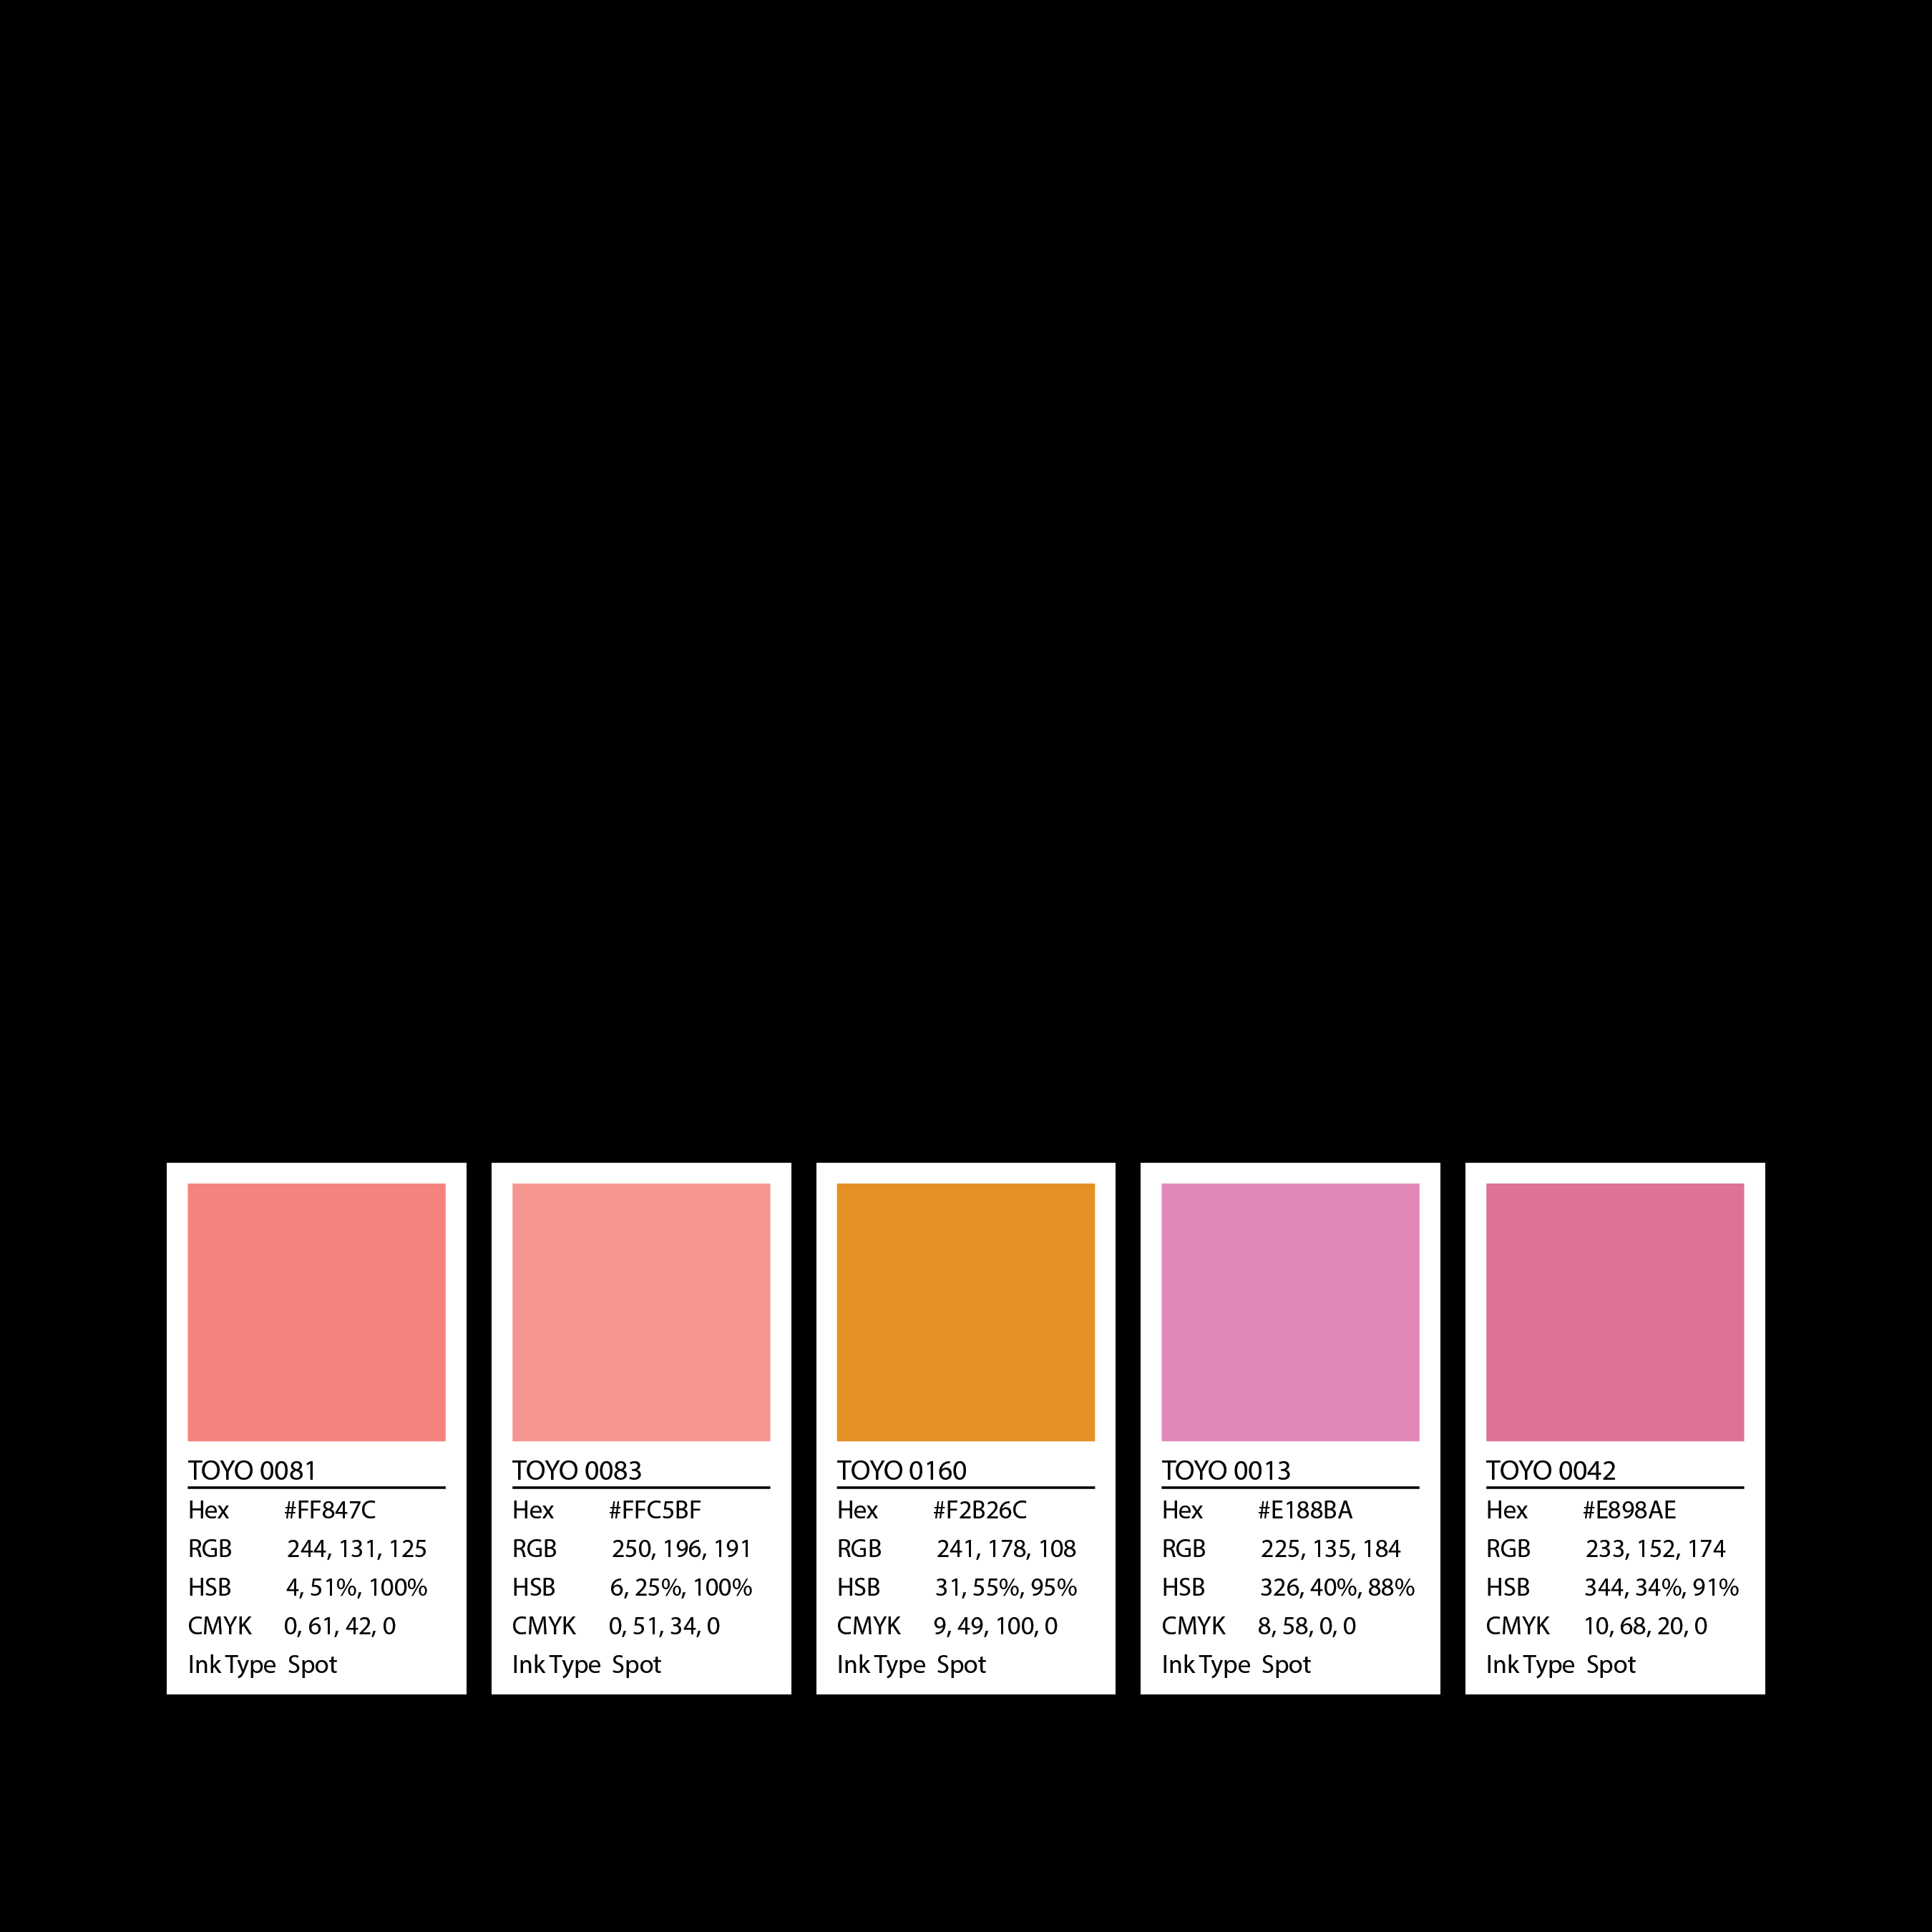 TOYO 0081
Hex #FF847C
RGB 244, 131, 125
HSB 4, 51%, 100%
CMYK 0, 61, 42, 0
Ink Type Spot
TOYO 0083
Hex #FFC5BF
RGB 250, 196, 191
HSB 6, 25%, 100%
CMYK 0, 51, 34, 0
Ink Type Spot
TOYO 0160
Hex #F2B26C
RGB 241, 178, 108
HSB 31, 55%, 95%
CMYK 9, 49, 100, 0
Ink Type Spot
TOYO 0013
Hex #E188BA
RGB 225, 135, 184
HSB 326, 40%, 88%
CMYK 8, 58, 0, 0
Ink Type Spot
TOYO 0042
Hex #E898AE
RGB 233, 152, 174
HSB 344, 34%, 91%
CMYK 10, 68, 20, 0
Ink Type Spot